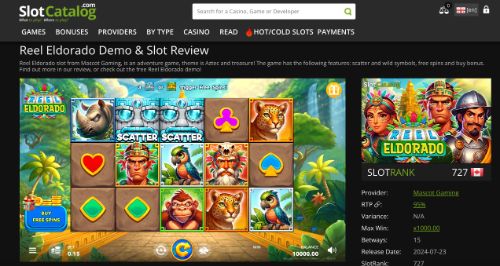 SlotCatalog.com
Search for a Casino, Game or Developer
GAMES BONUSES PROVIDERS BY TYPE CASINO READ HOT/COLD SLOTS PAYMENTS
Reel Eldorado Demo & Slot Review
Reel Eldorado slot from Mascot Gaming, is an adventure game, theme is Aztec and treasure! The game has the following features: scatter and wild symbols, free spins and buy bonus.
Find out more in our review, or check out the free Reel Eldorado demo!
REEL
ELDORADO
trigger Free Spins!
SCATTER
SCATTER
BUY
FREE SPINS
0.15
WIN
BALANCE
10000.00
REEL
ELDORADO
SLOTRANK 727
Provider: Mascot Gaming
RTP 95%
Variance: N/A
Max Win: x1000.00
Betways: 15
Release Date: 2024-07-23
SlotRank: 727